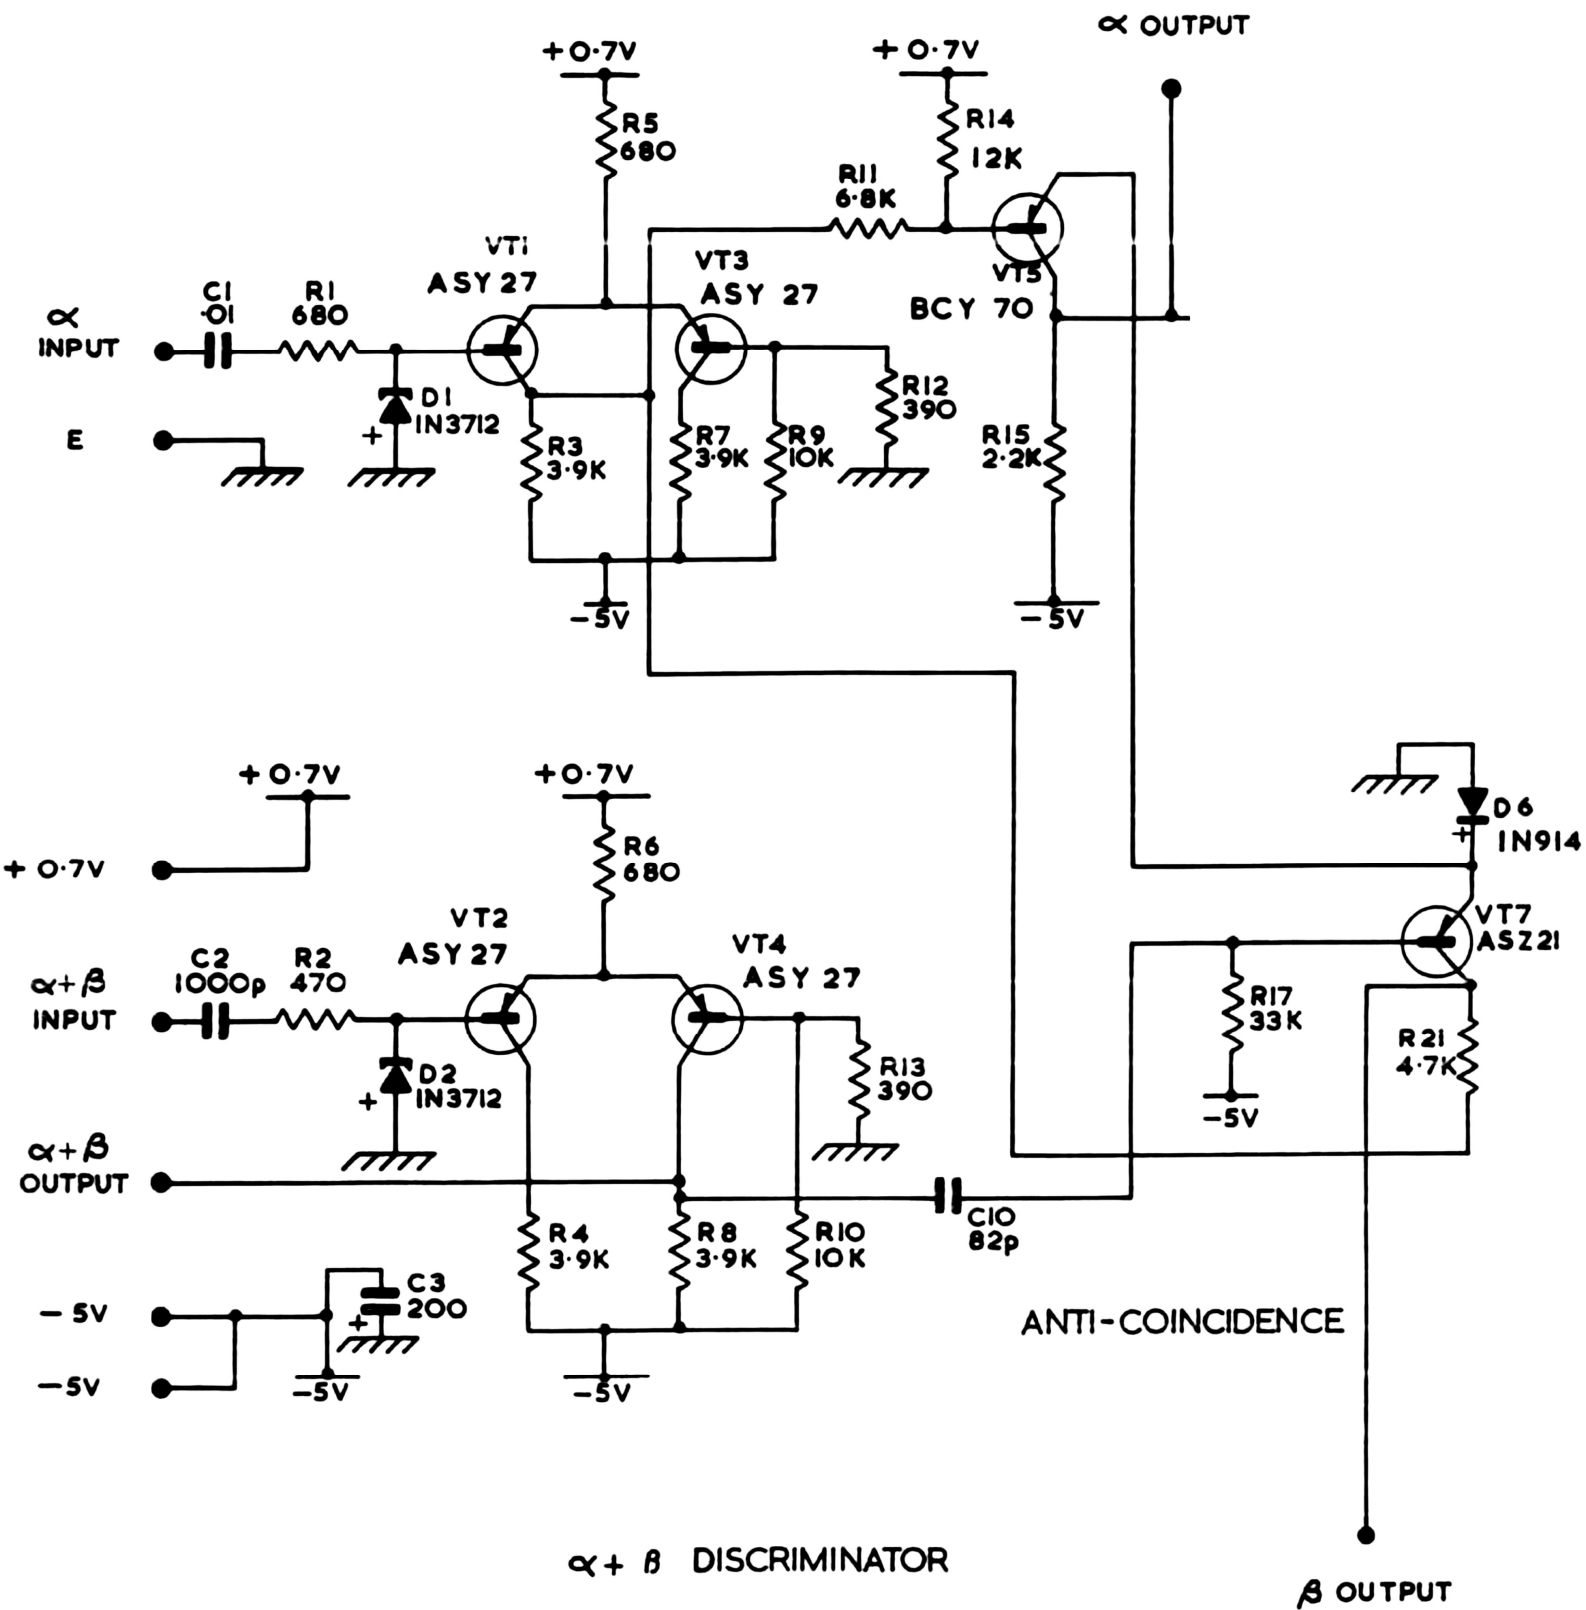 ∝ OUTPUT
+0·7V
+0·7V
R5
680
R14
12K
R11
6·8K
VT1
ASY 27
VT3
ASY 27
VT5
BCY 70
C1
·01
R1
680
∝
INPUT
D1
IN3712
+
R12
390
E
R3
3·9K
R7
3·9K
R9
10K
R15
2·2K
-5V
-5V
+0·7V
+0·7V
+ 0·7V
R6
680
D6
IN914
+
VT2
ASY 27
VT4
ASY 27
VT7
ASZ21
C2
1000p
R2
470
∝+β
INPUT
R17
33K
R21
4·7K
D2
IN3712
+
R13
390
-5V
∝+β
OUTPUT
R4
3·9K
R8
3·9K
R10
10K
C10
82p
C3
200
+
- 5V
-5V
-5V
-5V
ANTI-COINCIDENCE
∝+ β DISCRIMINATOR
β OUTPUT